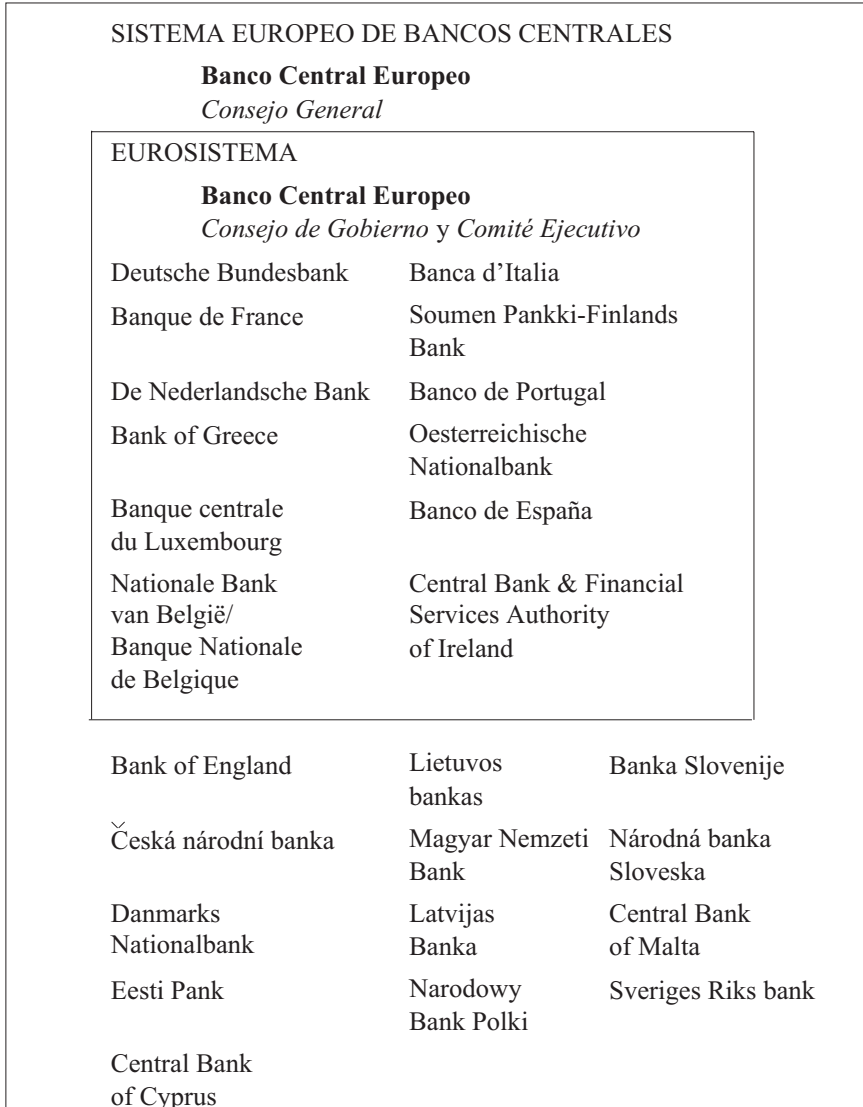 SISTEMA EUROPEO DE BANCOS CENTRALES
Banco Central Europeo
Consejo General
EUROSISTEMA
Banco Central Europeo
Consejo de Gobierno y Comité Ejecutivo
Deutsche Bundesbank
Banca d’Italia
Banque de France
Soumen Pankki-Finlands
Bank
De Nederlandsche Bank
Banco de Portugal
Bank of Greece
Oesterreichische
Nationalbank
Banque centrale
du Luxembourg
Banco de España
Nationale Bank
van België/
Banque Nationale
de Belgique
Central Bank & Financial
Services Authority
of Ireland
Bank of England
Lietuvos
bankas
Banka Slovenije
Česká národní banka
Magyar Nemzeti
Bank
Národná banka
Sloveska
Danmarks
Nationalbank
Latvijas
Banka
Central Bank
of Malta
Eesti Pank
Narodowy
Bank Polki
Sveriges Riks bank
Central Bank
of Cyprus